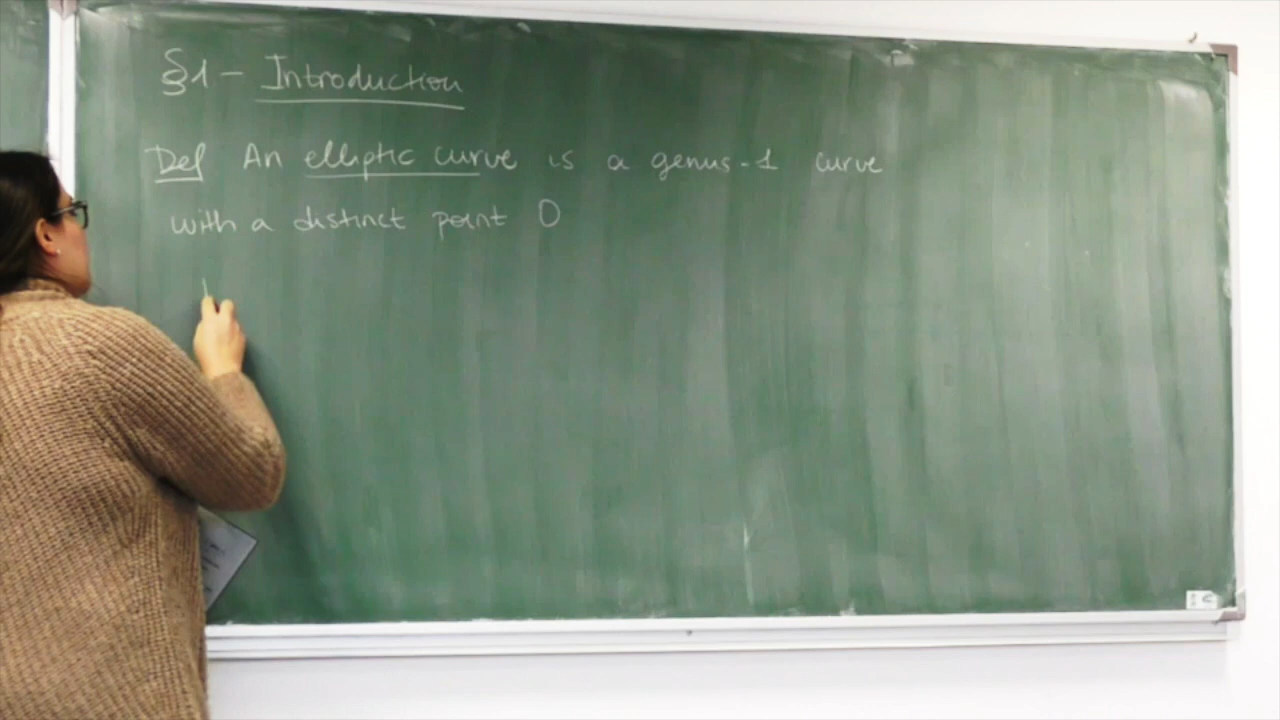 §1 - Introduction
Def An elliptic curve is a genus-1 curve
with a distinct point O